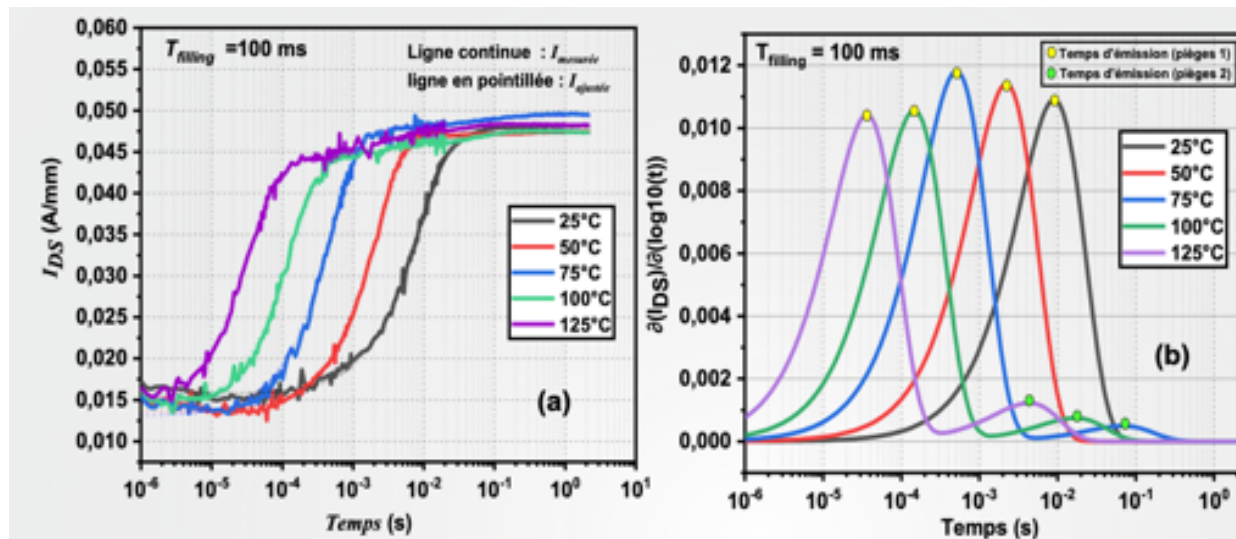 T_filling =100 ms
Ligne continue : I_mesurée
ligne en pointillée : I_ajustée
0,060
0,055
0,050
0,045
0,040
0,035
0,030
0,025
0,020
0,015
0,010
I_DS (A/mm)
25°C
50°C
75°C
100°C
125°C
(a)
10^-6 10^-5 10^-4 10^-3 10^-2 10^-1 10^0 10^1
Temps (s)
T_filling = 100 ms
Temps d'émission (pièges 1)
Temps d'émission (pièges 2)
0,012
0,010
0,008
0,006
0,004
0,002
0,000
∂(I_DS)/∂(log10(t))
25°C
50°C
75°C
100°C
125°C
(b)
10^-6 10^-5 10^-4 10^-3 10^-2 10^-1 10^0
Temps (s)